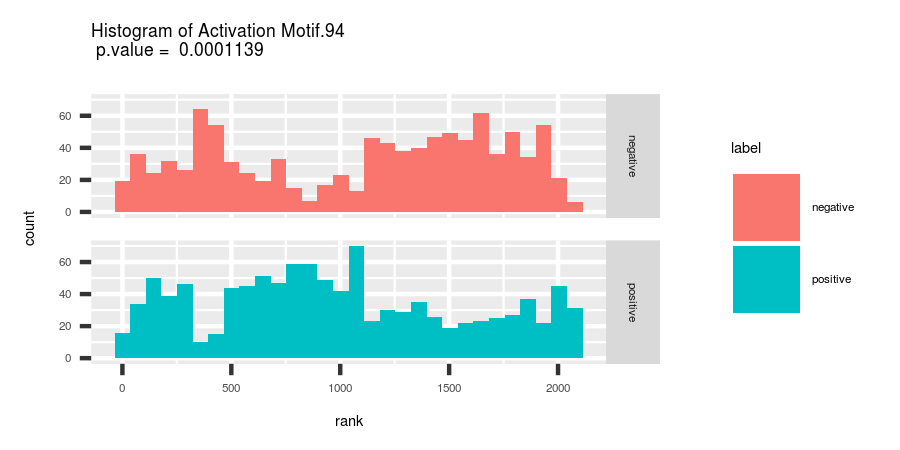 Histogram of Activation Motif.94
p.value = 0.0001139
count
60
40
20
0
negative
60
40
20
0
positive
0
500
1000
1500
2000
rank
label
negative
positive